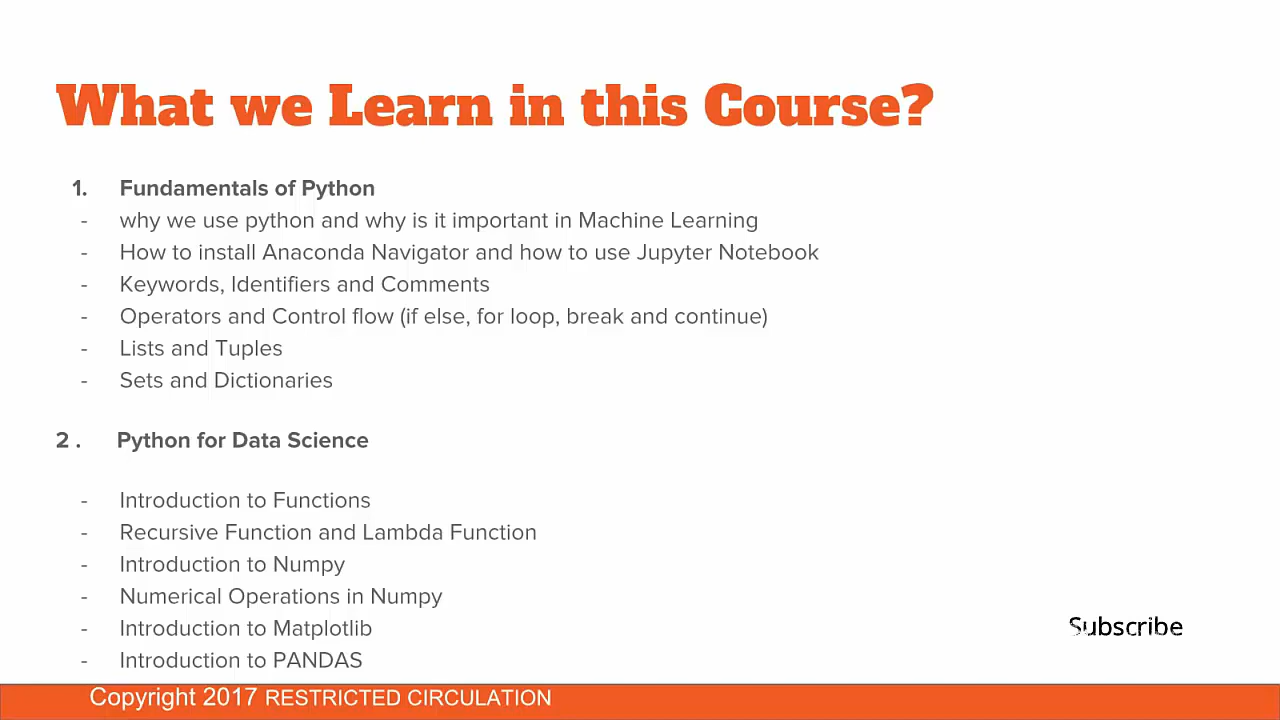 What we Learn in this Course?
1. Fundamentals of Python
- why we use python and why is it important in Machine Learning
- How to install Anaconda Navigator and how to use Jupyter Notebook
- Keywords, Identifiers and Comments
- Operators and Control flow (if else, for loop, break and continue)
- Lists and Tuples
- Sets and Dictionaries
2 . Python for Data Science
- Introduction to Functions
- Recursive Function and Lambda Function
- Introduction to Numpy
- Numerical Operations in Numpy
- Introduction to Matplotlib
- Introduction to PANDAS
Subscribe
Copyright 2017 RESTRICTED CIRCULATION